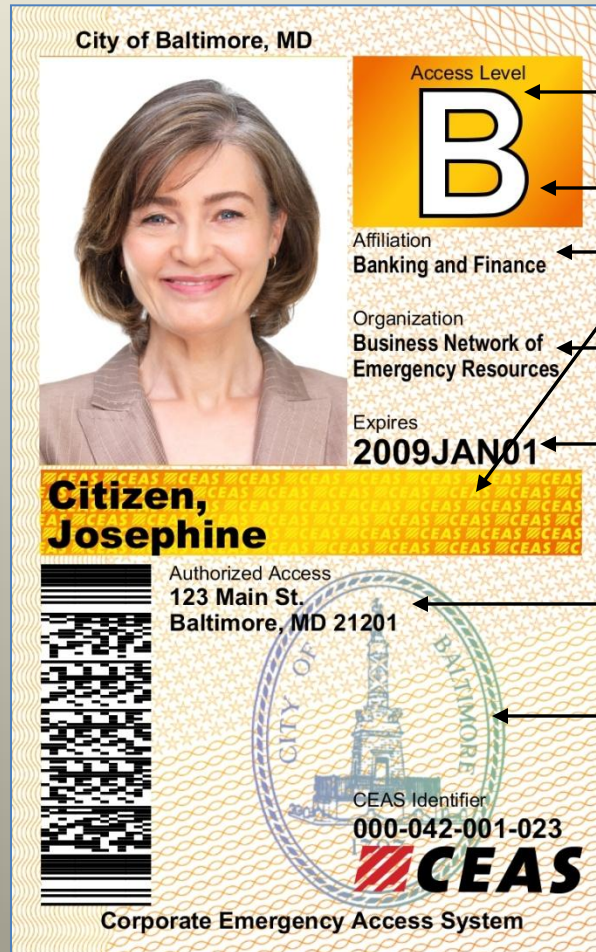 City of Baltimore, MD
Access Level
B
Affiliation
Banking and Finance
Organization
Business Network of
Emergency Resources
Expires
2009JAN01
Citizen,
Josephine
Authorized Access
123 Main St.
Baltimore, MD 21201
CITY OF BALTIMORE
CEAS Identifier
000-042-001-023
CEAS
Corporate Emergency Access System